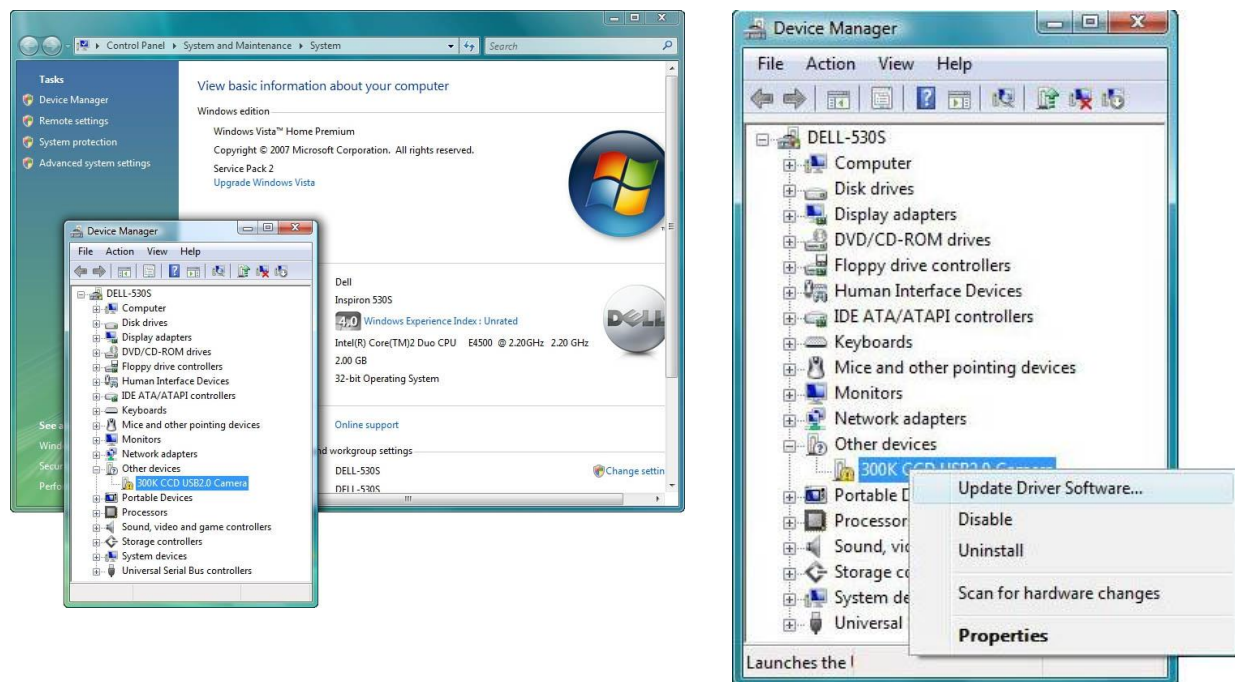 Control Panel ▸ System and Maintenance ▸ System
Search
Tasks
Device Manager
Remote settings
System protection
Advanced system settings
View basic information about your computer
Windows edition
Windows Vista™ Home Premium
Copyright © 2007 Microsoft Corporation. All rights reserved.
Service Pack 2
Upgrade Windows Vista
Dell
Inspiron 530S
4.0 Windows Experience Index : Unrated
Intel(R) Core(TM)2 Duo CPU E4500 @ 2.20GHz 2.20 GHz
2.00 GB
32-bit Operating System
DELL
See
Online support
workgroup settings
DELL-530S
Change settin
DELL-530S
Device Manager
File Action View Help
DELL-530S
Computer
Disk drives
Display adapters
DVD/CD-ROM drives
Floppy drive controllers
Human Interface Devices
IDE ATA/ATAPI controllers
Keyboards
Mice and other pointing devices
Monitors
Network adapters
Other devices
300K CCD USB2.0 Camera
Portable Devices
Processors
Sound, video and game controllers
Storage controllers
System devices
Universal Serial Bus controllers
Device Manager
File Action View Help
DELL-530S
Computer
Disk drives
Display adapters
DVD/CD-ROM drives
Floppy drive controllers
Human Interface Devices
IDE ATA/ATAPI controllers
Keyboards
Mice and other pointing devices
Monitors
Network adapters
Other devices
300K CCD USB2.0 Camera
Portable D
Processor
Sound, vid
Storage co
System de
Universal
Update Driver Software...
Disable
Uninstall
Scan for hardware changes
Properties
Launches the